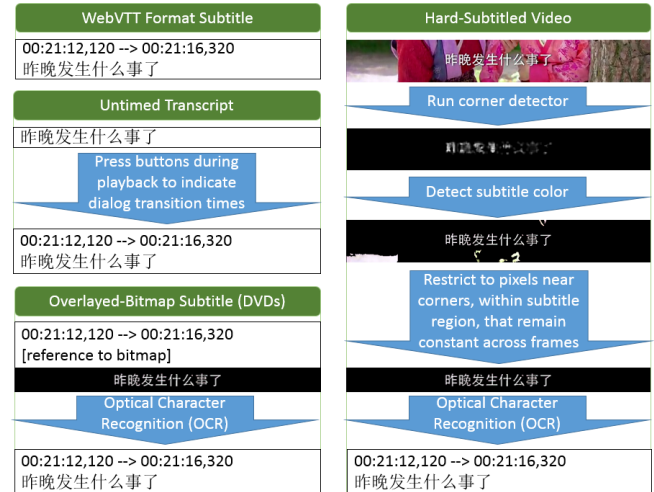 WebVTT Format Subtitle
00:21:12,120 --> 00:21:16,320
昨晚发生什么事了
Untimed Transcript
昨晚发生什么事了
Press buttons during
playback to indicate
dialog transition times
00:21:12,120 --> 00:21:16,320
昨晚发生什么事了
Overlayed-Bitmap Subtitle (DVDs)
00:21:12,120 --> 00:21:16,320
[reference to bitmap]
昨晚发生什么事了
Optical Character
Recognition (OCR)
00:21:12,120 --> 00:21:16,320
昨晚发生什么事了
Hard-Subtitled Video
昨晚发生什么事了
Run corner detector
昨晚发生什么事了
Detect subtitle color
昨晚发生什么事了
Restrict to pixels near
corners, within subtitle
region, that remain
constant across frames
昨晚发生什么事了
Optical Character
Recognition (OCR)
00:21:12,120 --> 00:21:16,320
昨晚发生什么事了